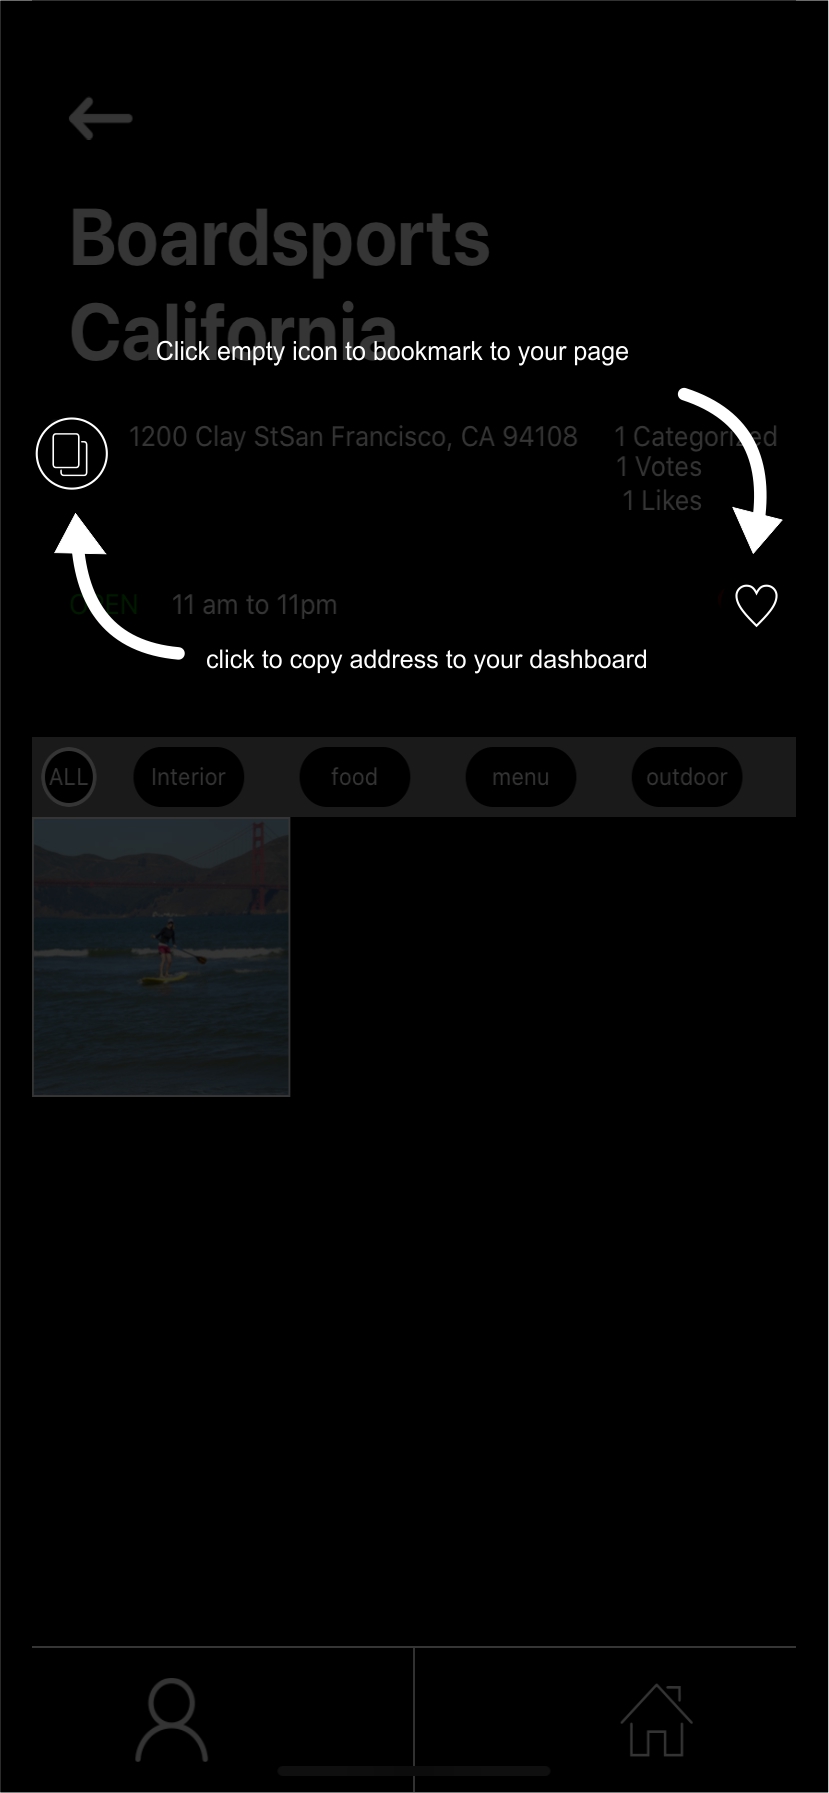 Boardsports
California
Click empty icon to bookmark to your page
1200 Clay StSan Francisco, CA 94108
1 Categorized
1 Votes
1 Likes
OPEN 11 am to 11pm
click to copy address to your dashboard
ALL Interior food menu outdoor